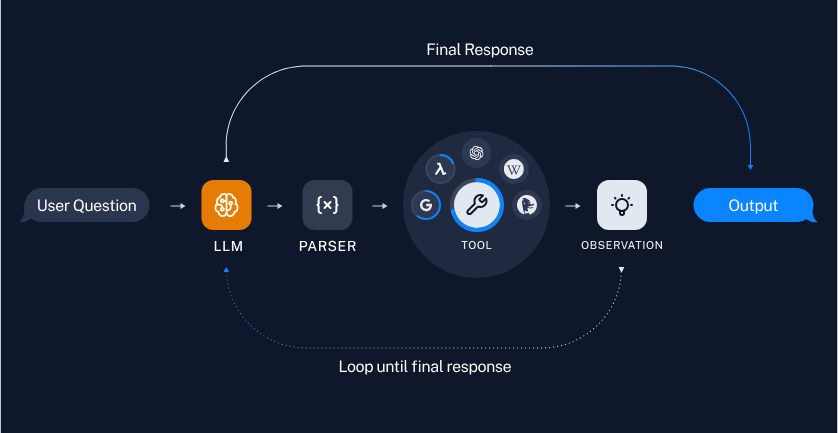 Final Response
User Question
LLM
{x}
PARSER
λ
G
W
TOOL
OBSERVATION
Output
Loop until final response